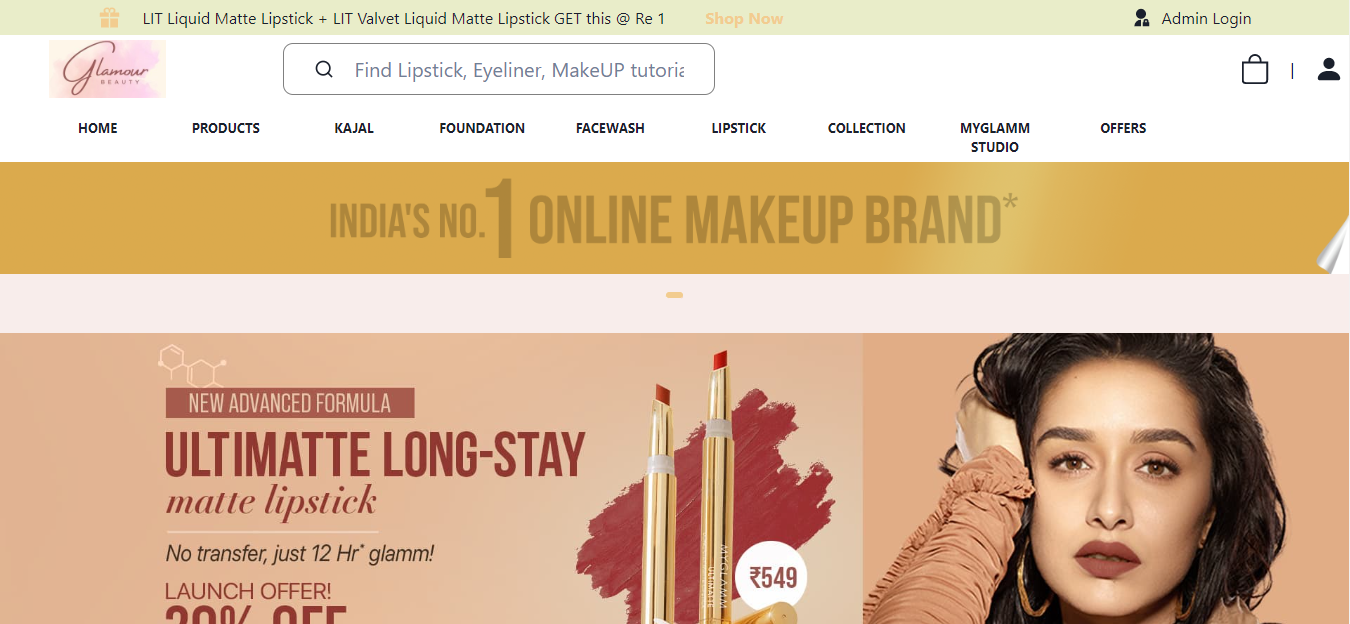 LIT Liquid Matte Lipstick + LIT Valvet Liquid Matte Lipstick GET this @ Re 1 Shop Now Admin Login
Glamour
BEAUTY
Find Lipstick, Eyeliner, MakeUP tutoria
|
HOME PRODUCTS KAJAL FOUNDATION FACEWASH LIPSTICK COLLECTION MYGLAMM STUDIO OFFERS
INDIA'S NO.1 ONLINE MAKEUP BRAND*
NEW ADVANCED FORMULA
ULTIMATTE LONG-STAY
matte lipstick
No transfer, just 12 Hr* glamm!
₹549
LAUNCH OFFER!
MYGLAMM
ULTIMATTE